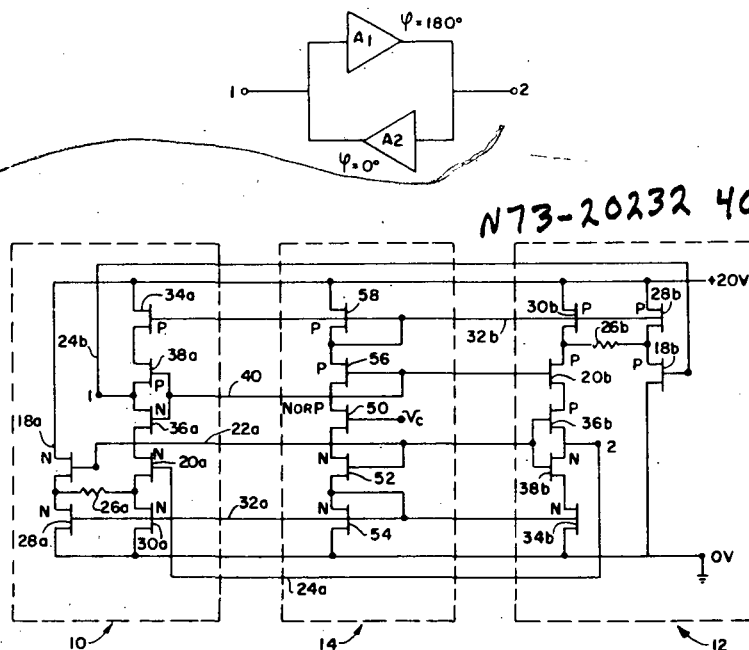 φ=180°
A1
1
2
A2
φ=0°
N73-20232 40
+20V
34a
58
30b
28b
P
P
P
P
32b
26b
24b
38a
56
P
P
18b
P
P
40
20b
1
N
N OR P
50
Vc
P
18a
36a
22a
36b
N
N
N
2
20a
52
N
38b
26a
32a
N
N
N
N
28a
30a
54
34b
0V
24a
10
14
12